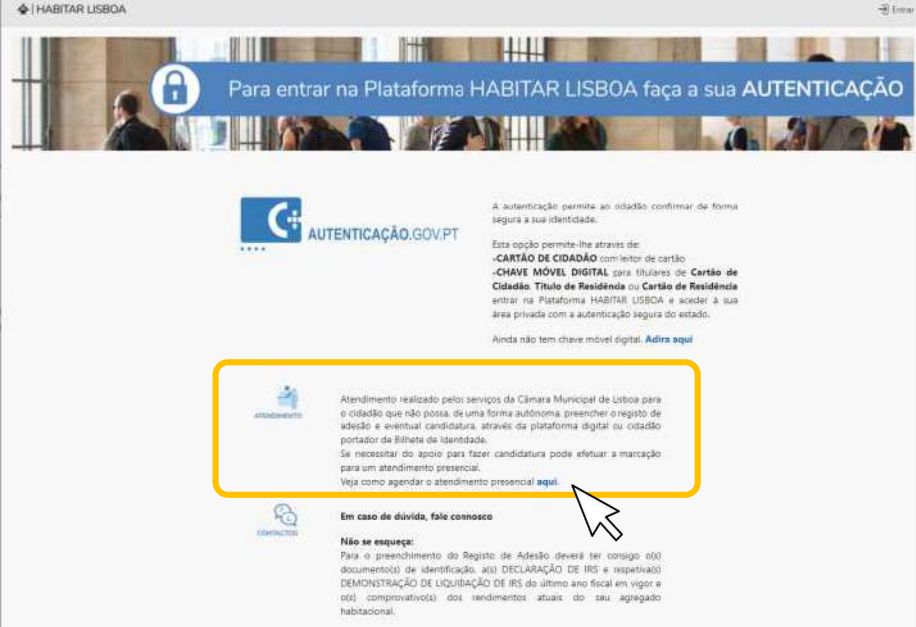 HABITAR LISBOA
Entrar
Para entrar na Plataforma HABITAR LISBOA faça a sua AUTENTICAÇÃO
AUTENTICAÇÃO.GOV.PT
A autenticação permite ao cidadão confirmar de forma
segura a sua identidade.
Esta opção permite-lhe através de:
-CARTÃO DE CIDADÃO com leitor de cartão
-CHAVE MÓVEL DIGITAL para titulares de Cartão de
Cidadão, Título de Residência ou Cartão de Residência
entrar na Plataforma HABITAR LISBOA e aceder à sua
área privada com a autenticação segura do estado.
Ainda não tem chave móvel digital. Adira aqui
ATENDIMENTO
Atendimento realizado pelos serviços da Câmara Municipal de Lisboa para
o cidadão que não possa, de uma forma autónoma, preencher o registo de
adesão e eventual candidatura, através da plataforma digital ou cidadão
portador de Bilhete de Identidade.
Se necessitar do apoio para fazer candidatura pode efetuar a marcação
para um atendimento presencial.
Veja como agendar o atendimento presencial aqui.
CONTACTOS
Em caso de dúvida, fale connosco
Não se esqueça:
Para o preenchimento do Registo de Adesão deverá ter consigo o(s)
documento(s) de identificação, a(s) DECLARAÇÃO DE IRS e respetiva(s)
DEMONSTRAÇÃO DE LIQUIDAÇÃO DE IRS do último ano fiscal em vigor e
o(s) comprovativo(s) dos rendimentos atuais do seu agregado
habitacional.